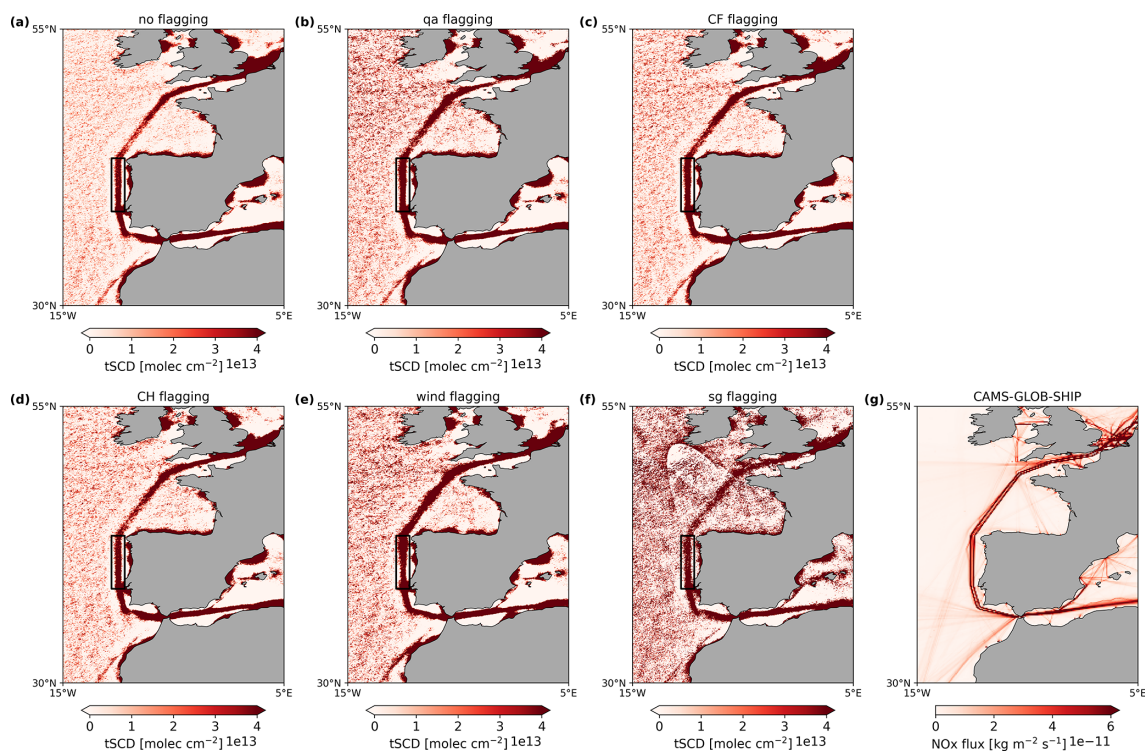 (a) no flagging
55°N
30°N
15°W 5°E
0 1 2 3 4
tSCD [molec cm⁻²] 1e13
(b) qa flagging
55°N
30°N
15°W 5°E
0 1 2 3 4
tSCD [molec cm⁻²] 1e13
(c) CF flagging
55°N
30°N
15°W 5°E
0 1 2 3 4
tSCD [molec cm⁻²] 1e13
(d) CH flagging
55°N
30°N
15°W 5°E
0 1 2 3 4
tSCD [molec cm⁻²] 1e13
(e) wind flagging
55°N
30°N
15°W 5°E
0 1 2 3 4
tSCD [molec cm⁻²] 1e13
(f) sg flagging
55°N
30°N
15°W 5°E
0 1 2 3 4
tSCD [molec cm⁻²] 1e13
(g) CAMS-GLOB-SHIP
55°N
30°N
15°W 5°E
0 2 4 6
NOx flux [kg m⁻² s⁻¹] 1e−11